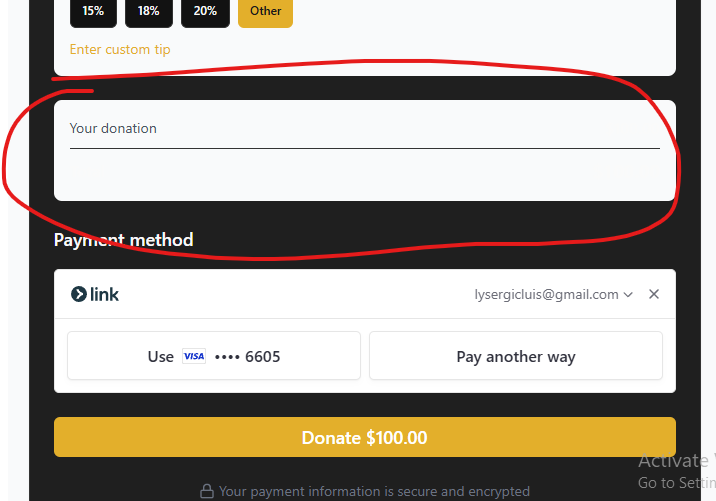 15% 18% 20% Other
Enter custom tip
Your donation
Payment method
link lysergicluis@gmail.com
Use VISA •••• 6605 Pay another way
Donate $100.00
Activate
Go to Settin
Your payment information is secure and encrypted